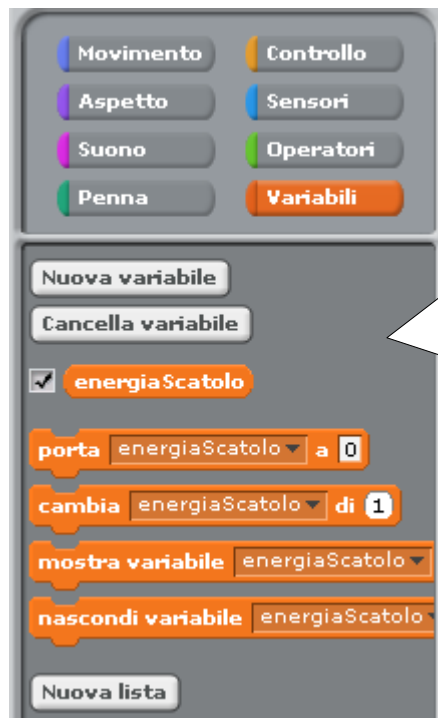 Movimento Controllo
Aspetto Sensori
Suono Operatori
Penna Variabili
Nuova variabile
Cancella variabile
energiaScatolo
porta energiaScatolo a 0
cambia energiaScatolo di 1
mostra variabile energiaScatolo
nascondi variabile energiaScatolo
Nuova lista